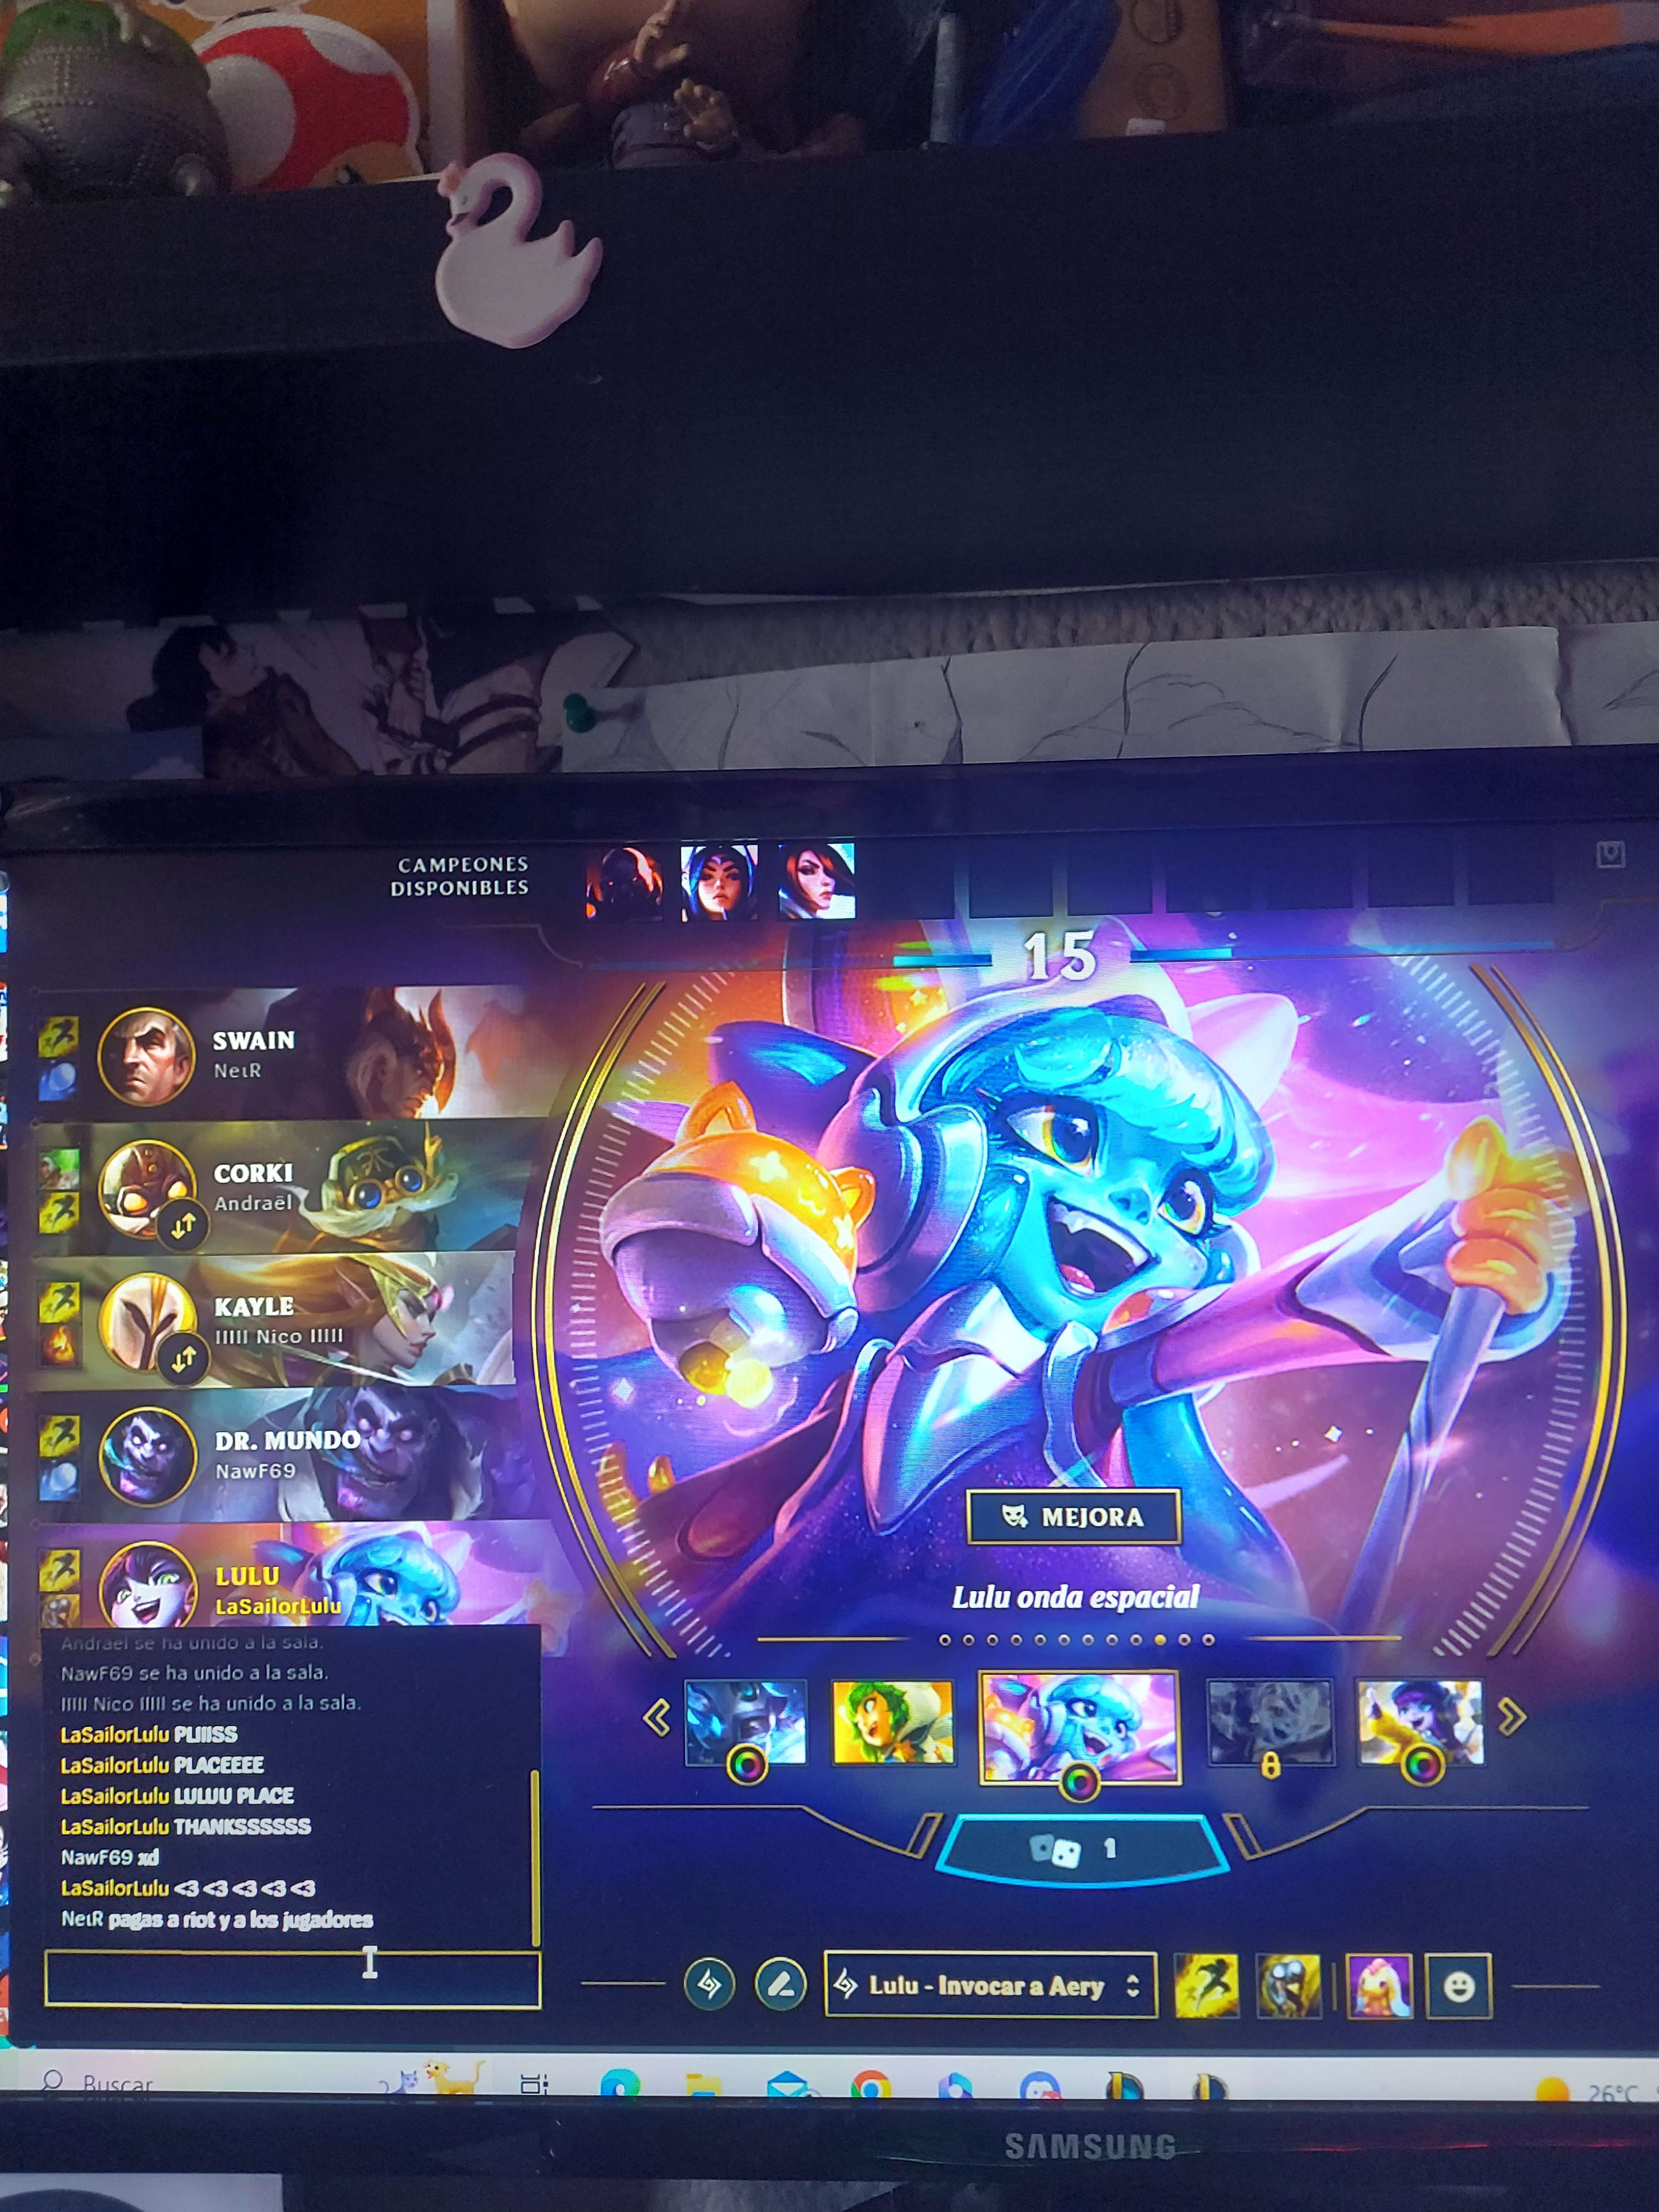 CAMPEONES
DISPONIBLES
15
SWAIN
NeιR
CORKI
Andraël
KAYLE
IIIII Nico IIIII
DR. MUNDO
NawF69
LULU
LaSailorLulu
Andraël se ha unido a la sala.
NawF69 se ha unido a la sala.
IIIII Nico IIIII se ha unido a la sala.
LaSailorLulu PLIIISS
LaSailorLulu PLACEEEE
LaSailorLulu LULUU PLACE
LaSailorLulu THANKSSSSSS
NawF69 xd
LaSailorLulu <3 <3 <3 <3 <3
NeιR pagas a riot y a los jugadores
MEJORA
Lulu onda espacial
1
Lulu - Invocar a Aery
Buscar
26°C
SAMSUNG